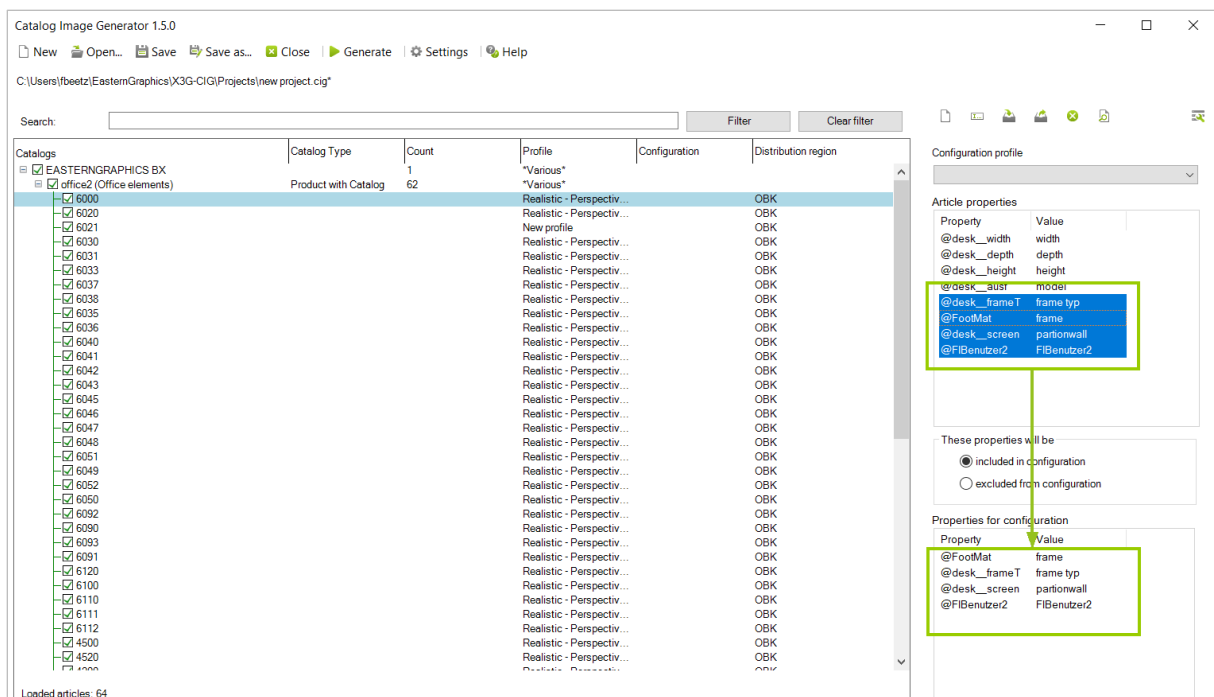 Catalog Image Generator 1.5.0
New Open... Save Save as... Close Generate Settings Help
C:\Users\fbeetz\EasternGraphics\X3G-CIG\Projects\new project.cig*
Search: Filter Clear filter
Catalogs Catalog Type Count Profile Configuration Distribution region
EASTERNGRAPHICS BX 1 *Various*
office2 (Office elements) Product with Catalog 62 *Various*
6000 Realistic - Perspectiv... OBK
6020 Realistic - Perspectiv... OBK
6021 New profile OBK
6030 Realistic - Perspectiv... OBK
6031 Realistic - Perspectiv... OBK
6033 Realistic - Perspectiv... OBK
6037 Realistic - Perspectiv... OBK
6038 Realistic - Perspectiv... OBK
6035 Realistic - Perspectiv... OBK
6036 Realistic - Perspectiv... OBK
6040 Realistic - Perspectiv... OBK
6041 Realistic - Perspectiv... OBK
6042 Realistic - Perspectiv... OBK
6043 Realistic - Perspectiv... OBK
6045 Realistic - Perspectiv... OBK
6046 Realistic - Perspectiv... OBK
6047 Realistic - Perspectiv... OBK
6048 Realistic - Perspectiv... OBK
6051 Realistic - Perspectiv... OBK
6049 Realistic - Perspectiv... OBK
6052 Realistic - Perspectiv... OBK
6050 Realistic - Perspectiv... OBK
6092 Realistic - Perspectiv... OBK
6090 Realistic - Perspectiv... OBK
6093 Realistic - Perspectiv... OBK
6091 Realistic - Perspectiv... OBK
6120 Realistic - Perspectiv... OBK
6100 Realistic - Perspectiv... OBK
6110 Realistic - Perspectiv... OBK
6111 Realistic - Perspectiv... OBK
6112 Realistic - Perspectiv... OBK
4500 Realistic - Perspectiv... OBK
4520 Realistic - Perspectiv... OBK
Loaded articles: 64
Configuration profile
Article properties
Property Value
@desk__width width
@desk__depth depth
@desk__height height
@desk__ausf model
@desk__frameT frame typ
@FootMat frame
@desk__screen partionwall
@FIBenutzer2 FIBenutzer2
These properties will be
included in configuration
excluded from configuration
Properties for configuration
Property Value
@FootMat frame
@desk__frameT frame typ
@desk__screen partionwall
@FIBenutzer2 FIBenutzer2